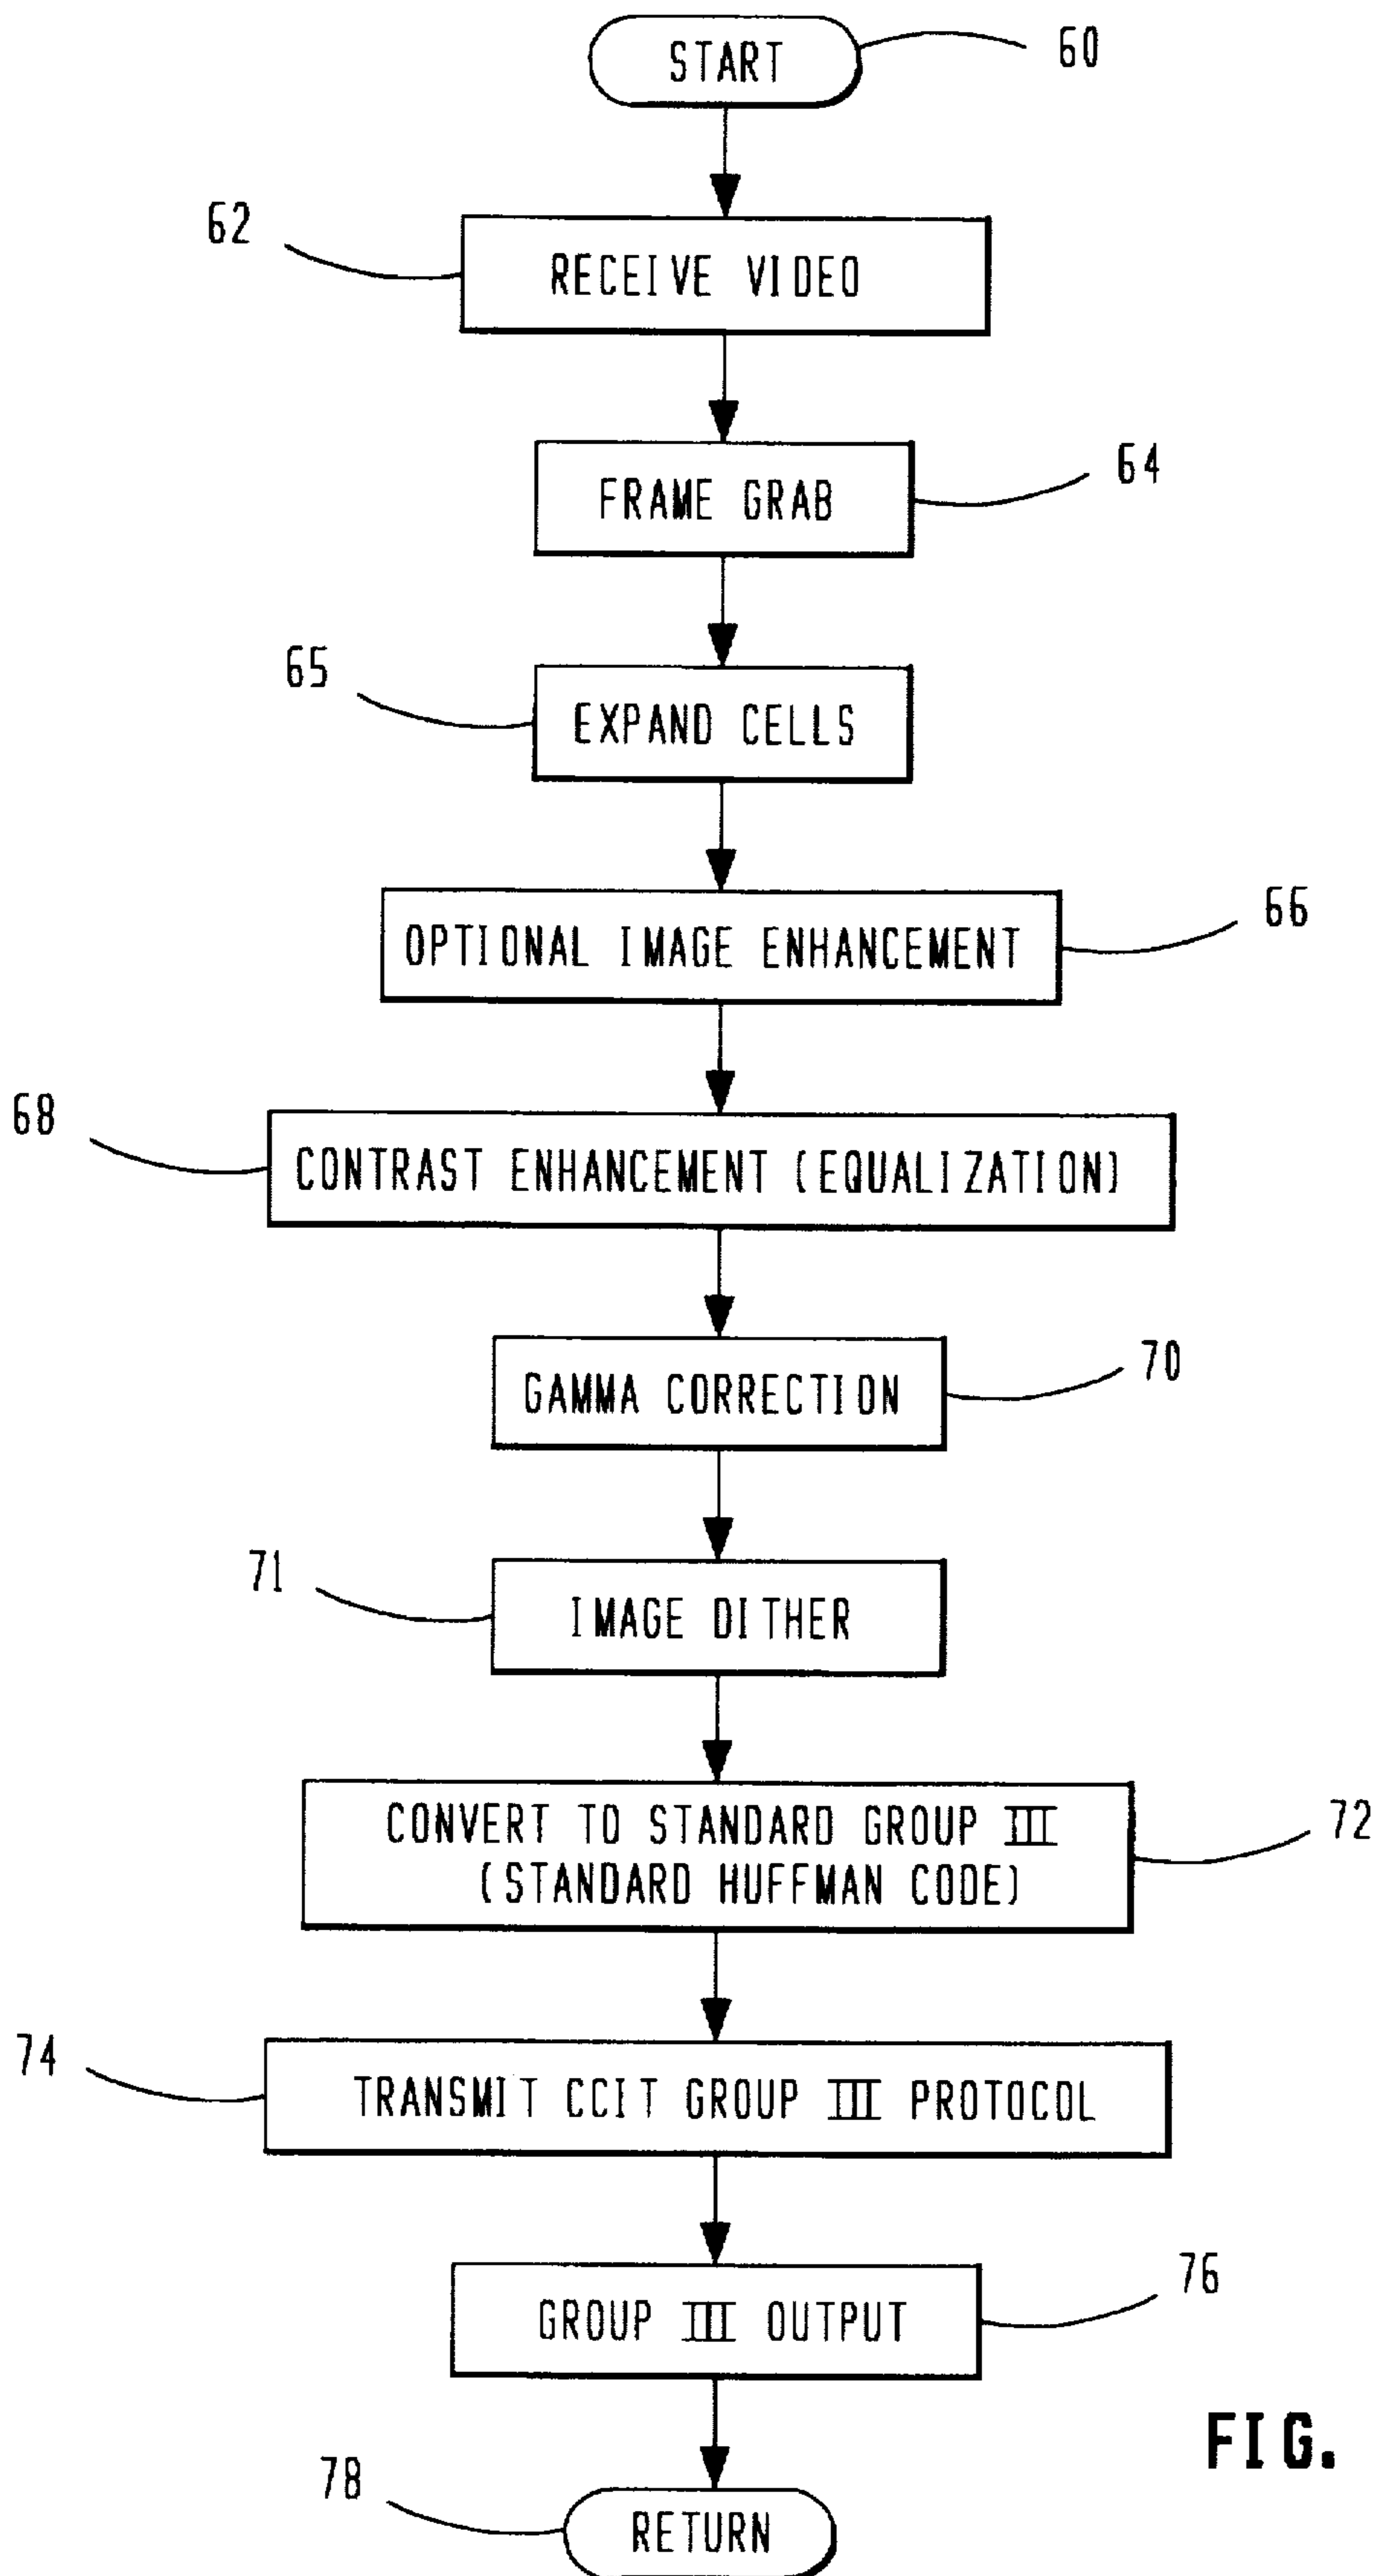 START
60
62
RECEIVE VIDEO
FRAME GRAB
64
65
EXPAND CELLS
OPTIONAL IMAGE ENHANCEMENT
66
68
CONTRAST ENHANCEMENT (EQUALIZATION)
GAMMA CORRECTION
70
71
IMAGE DITHER
CONVERT TO STANDARD GROUP III
(STANDARD HUFFMAN CODE)
72
74
TRANSMIT CCIT GROUP III PROTOCOL
GROUP III OUTPUT
76
FIG.
78
RETURN